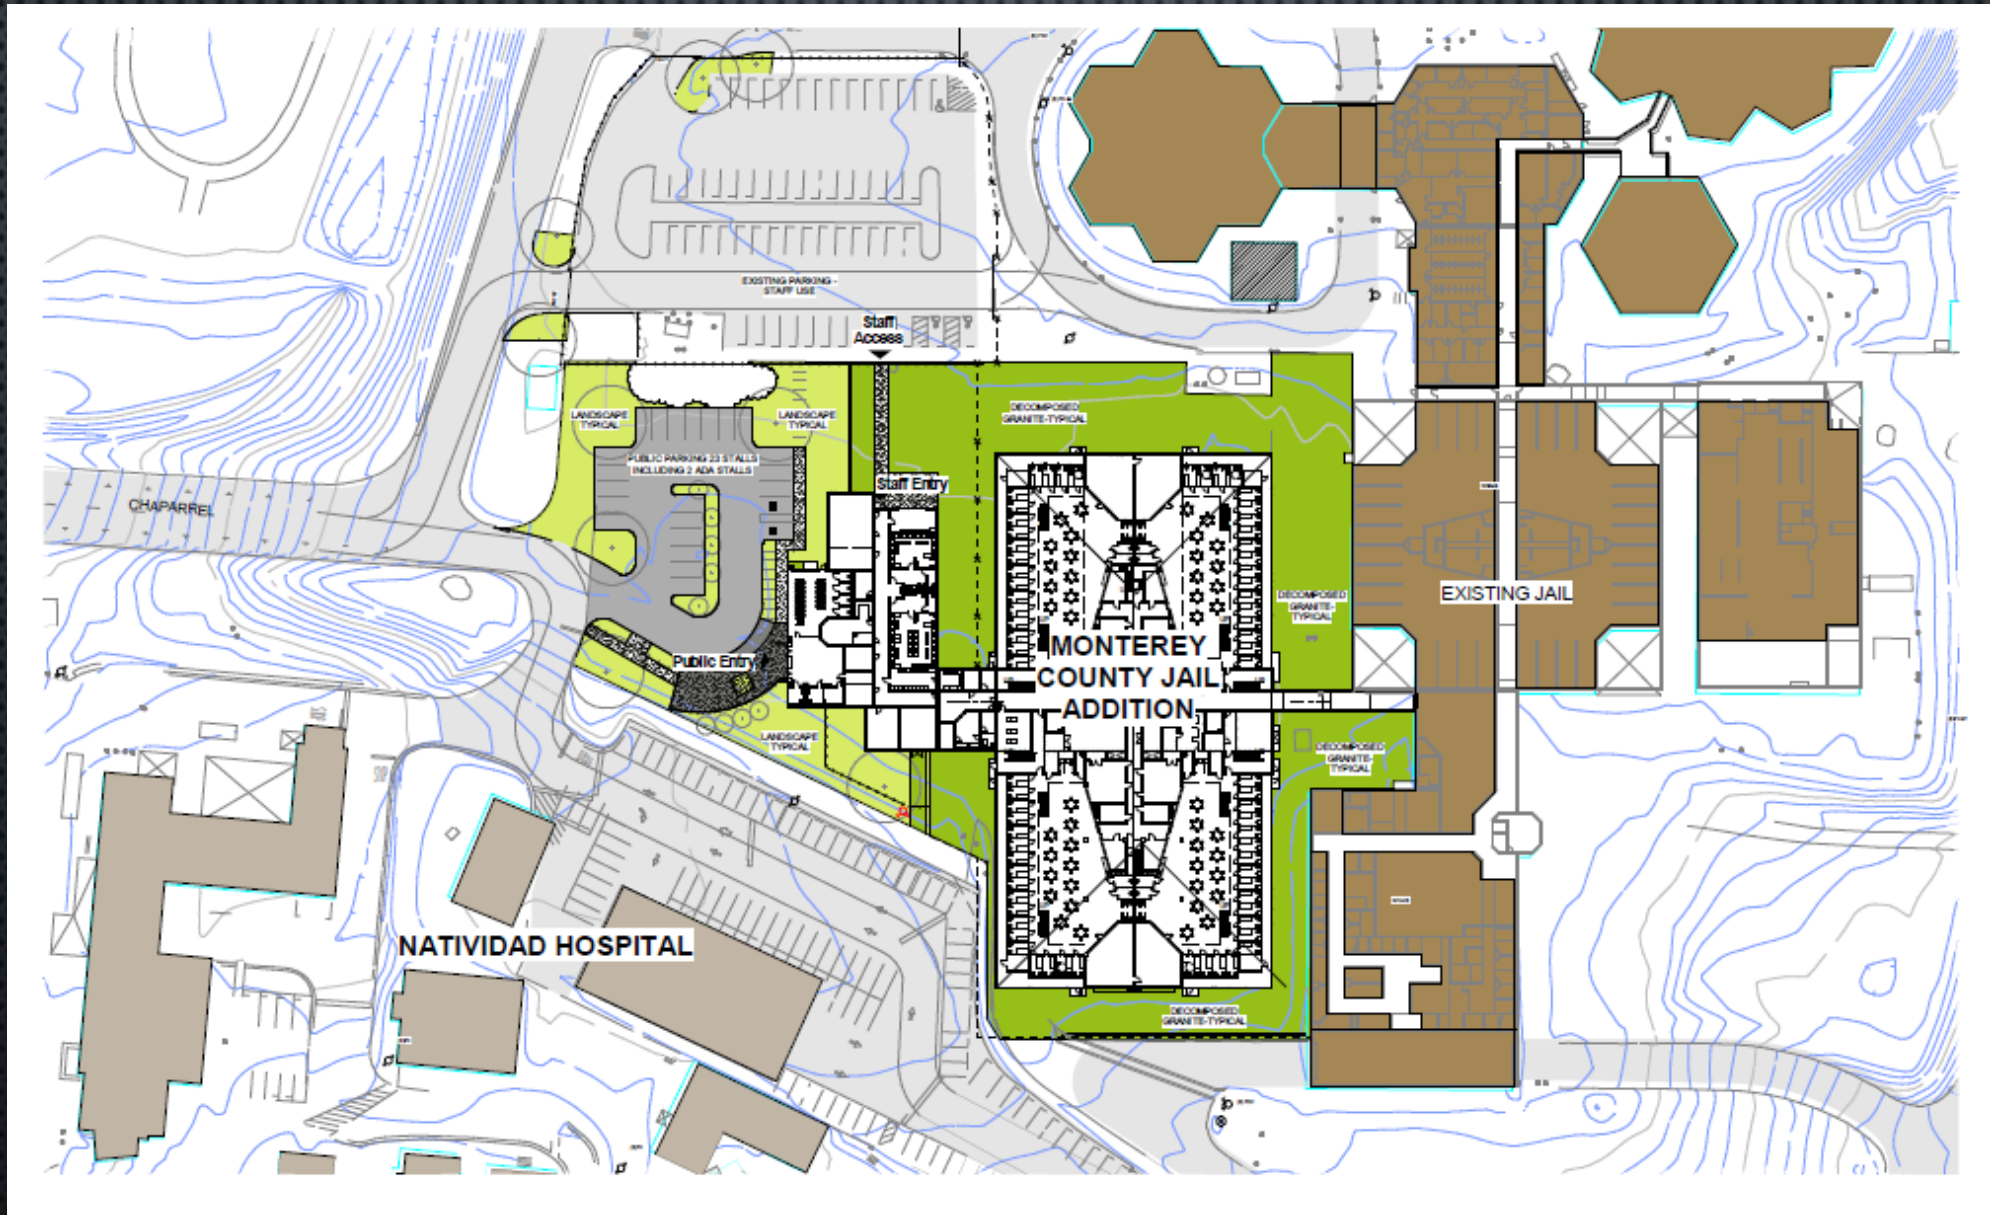 EXISTING PARKING -
STAFF USE
Staff
Access
LANDSCAPE
TYPICAL
LANDSCAPE
TYPICAL
DECOMPOSED
GRANITE-TYPICAL
PUBLIC PARKING 23 STALLS
INCLUDING 2 ADA STALLS
Staff Entry
CHAPARREL
DECOMPOSED
GRANITE-
TYPICAL
EXISTING JAIL
MONTEREY
COUNTY JAIL
ADDITION
Public Entry
LANDSCAPE
TYPICAL
DECOMPOSED
GRANITE-
TYPICAL
NATIVIDAD HOSPITAL
DECOMPOSED
GRANITE-TYPICAL